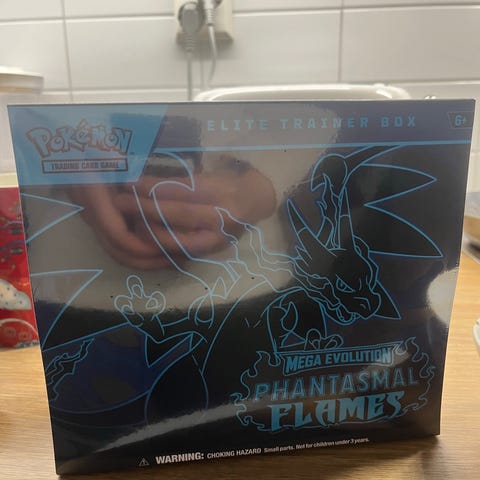 Pokémon
TRADING CARD GAME
ELITE TRAINER BOX
6+
MEGA EVOLUTION
PHANTASMAL
FLAMES
WARNING: CHOKING HAZARD Small parts. Not for children under 3 years.